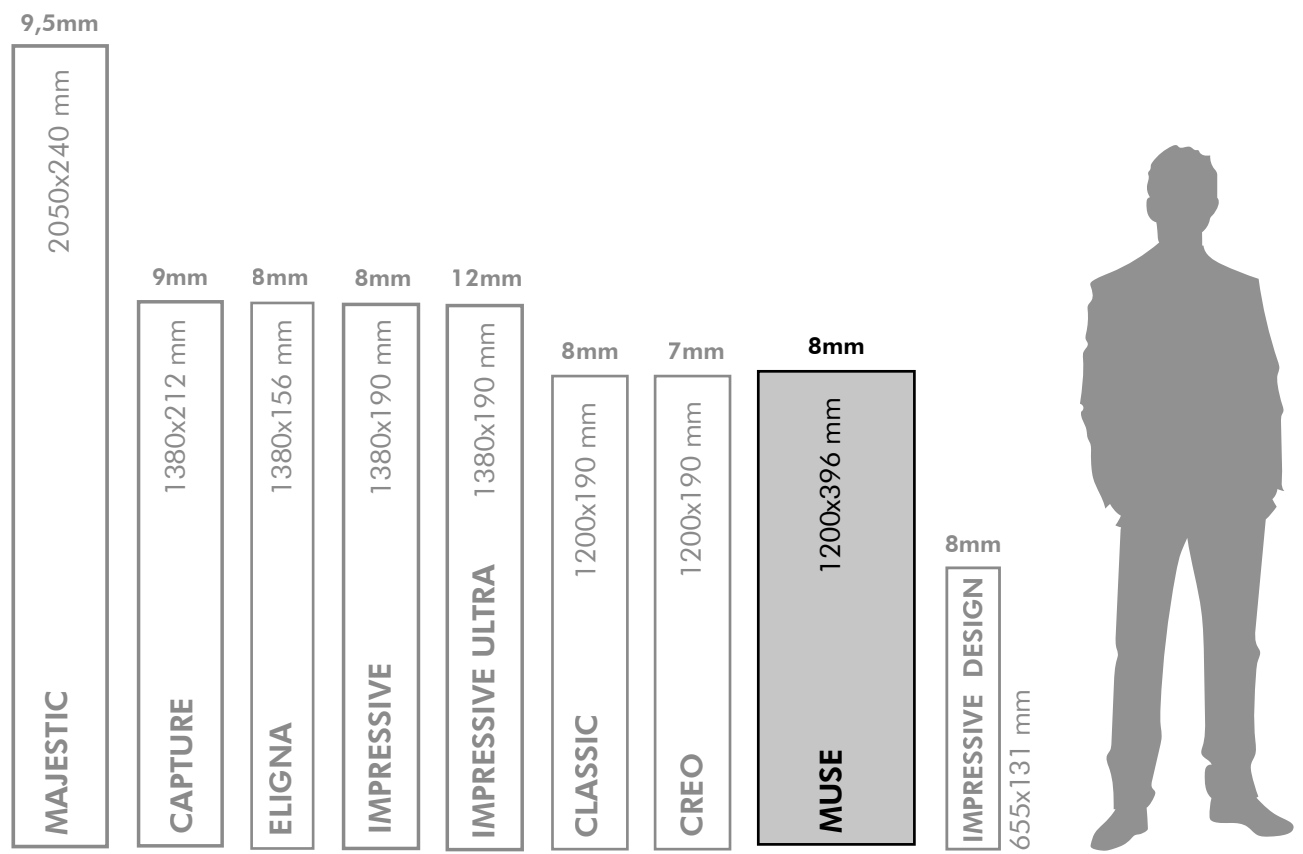 9,5mm
2050x240 mm
MAJESTIC
9mm
1380x212 mm
CAPTURE
8mm
1380x156 mm
ELIGNA
8mm
1380x190 mm
IMPRESSIVE
12mm
1380x190 mm
IMPRESSIVE ULTRA
8mm
1200x190 mm
CLASSIC
7mm
1200x190 mm
CREO
8mm
1200x396 mm
MUSE
8mm
IMPRESSIVE DESIGN
655x131 mm